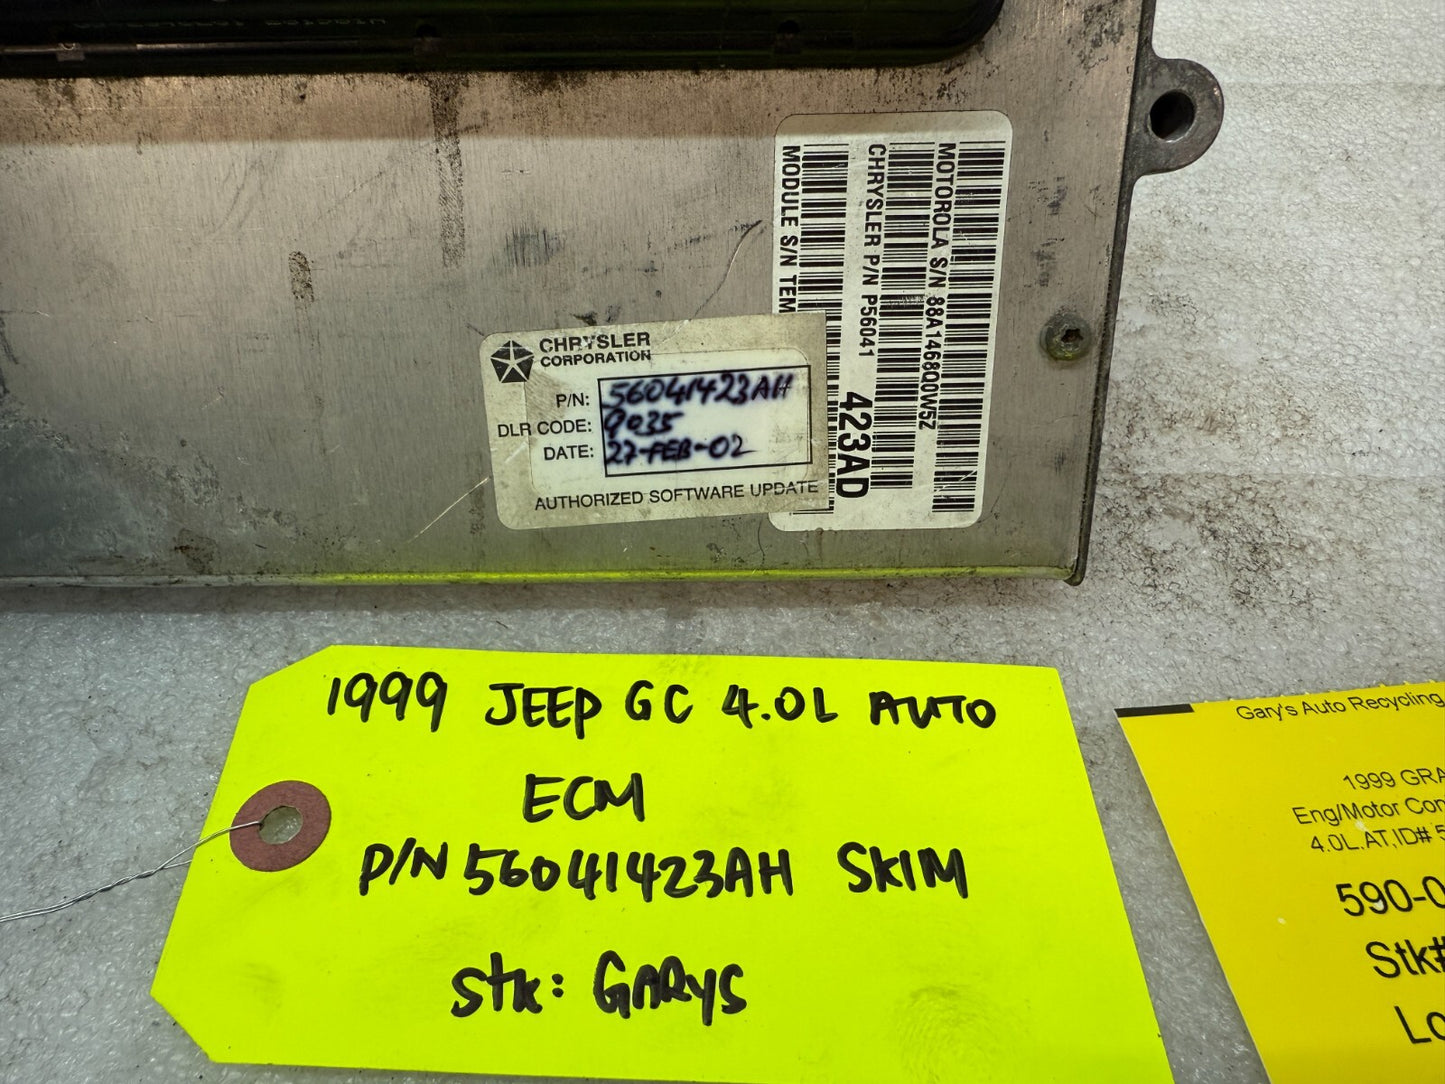 MOTOROLA S/N 88A1468Q0W5Z
CHRYSLER P/N P56041 423AD
MODULE S/N TEM
CHRYSLER
CORPORATION
P/N: 56041423AH
DLR CODE: 9035
DATE: 27-FEB-02
AUTHORIZED SOFTWARE UPDATE
1999 JEEP GC 4.0L AUTO
ECM
P/N 56041423AH SKIM
Stk: GARYS
Gary's Auto Recycling
1999 GRA
Eng/Motor Con
4.0L,AT,ID# 5
590-0
Stk#
Lo